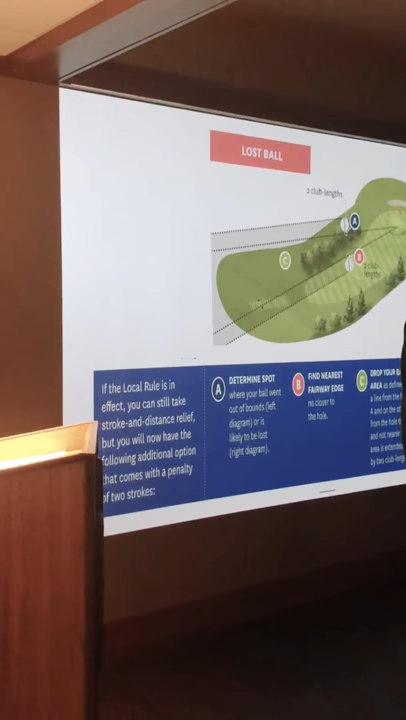 LOST BALL
2 club-lengths
A
B
2 club-
lengths
C
If the Local Rule is in
effect, you can still take
stroke-and-distance relief,
but you will now have the
following additional option
that comes with a penalty
of two strokes:
A
DETERMINE SPOT
where your ball went
out of bounds (left
diagram) or is
likely to be lost
(right diagram).
B
FIND NEAREST
FAIRWAY EDGE
no closer to
the hole.
C
DROP YOUR BA
AREA as define
a line from the h
A and on the ot
from the hole t
and not neare
area is extende
by two club-leng